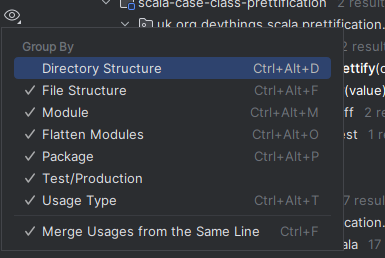 scala-case-class-prettification 2 result
uk.org.devthings.scala.prettification.
Group By
Directory Structure Ctrl+Alt+D
File Structure Ctrl+Alt+F
Module Ctrl+Alt+M
Flatten Modules Ctrl+Alt+O
Package Ctrl+Alt+P
Test/Production
Usage Type Ctrl+Alt+T
Merge Usages from the Same Line Ctrl+F
2 resu
ettify(c
(value)
ff 2 res
est 1 re
7 result
ication.
ala 17